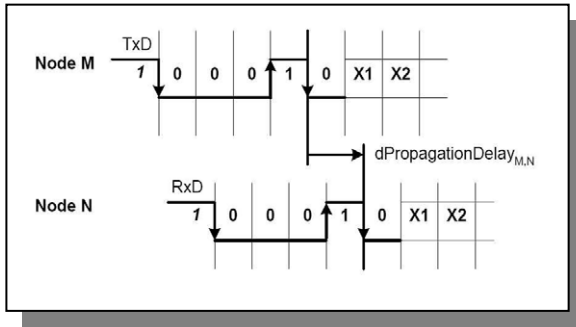 TxD
Node M 1 0 0 0 1 0 X1 X2
dPropagationDelayM,N
RxD
Node N 1 0 0 0 1 0 X1 X2